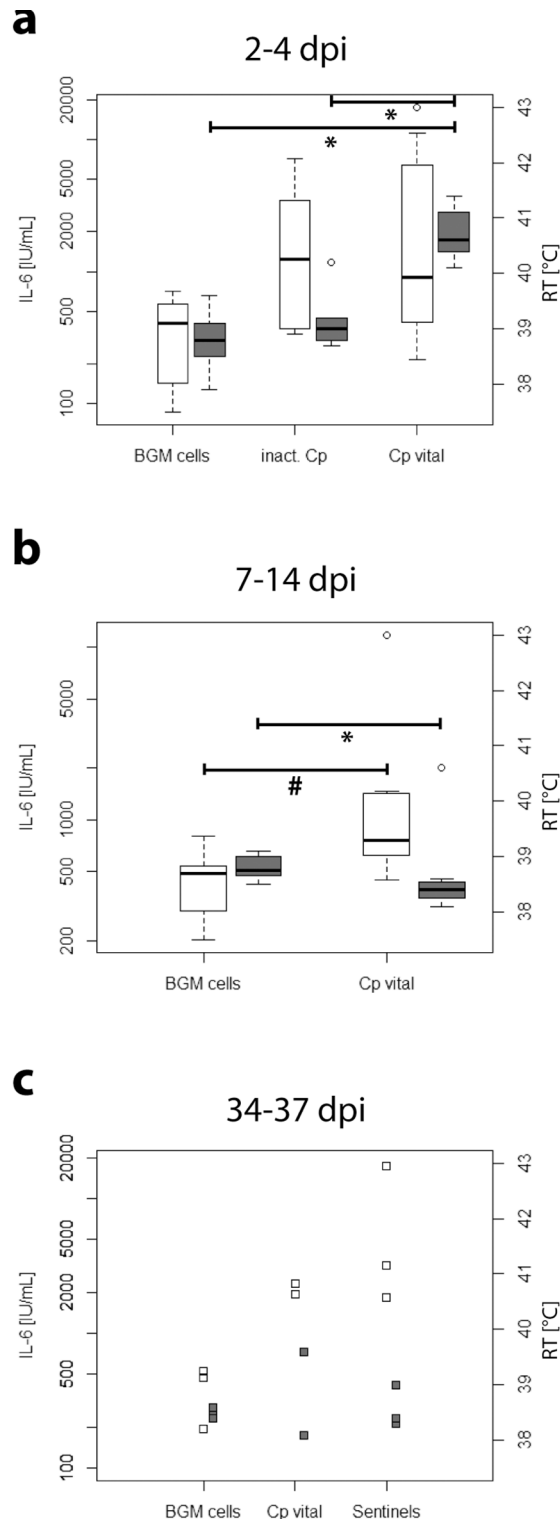 a
2-4 dpi
20000
5000
2000
500
100
IL-6 [IU/mL]
43
42
41
40
39
38
RT [°C]
*
*
BGM cells inact. Cp Cp vital
b
7-14 dpi
5000
1000
500
200
IL-6 [IU/mL]
43
42
41
40
39
38
RT [°C]
*
#
BGM cells Cp vital
c
34-37 dpi
20000
5000
2000
500
100
IL-6 [IU/mL]
43
42
41
40
39
38
RT [°C]
BGM cells Cp vital Sentinels